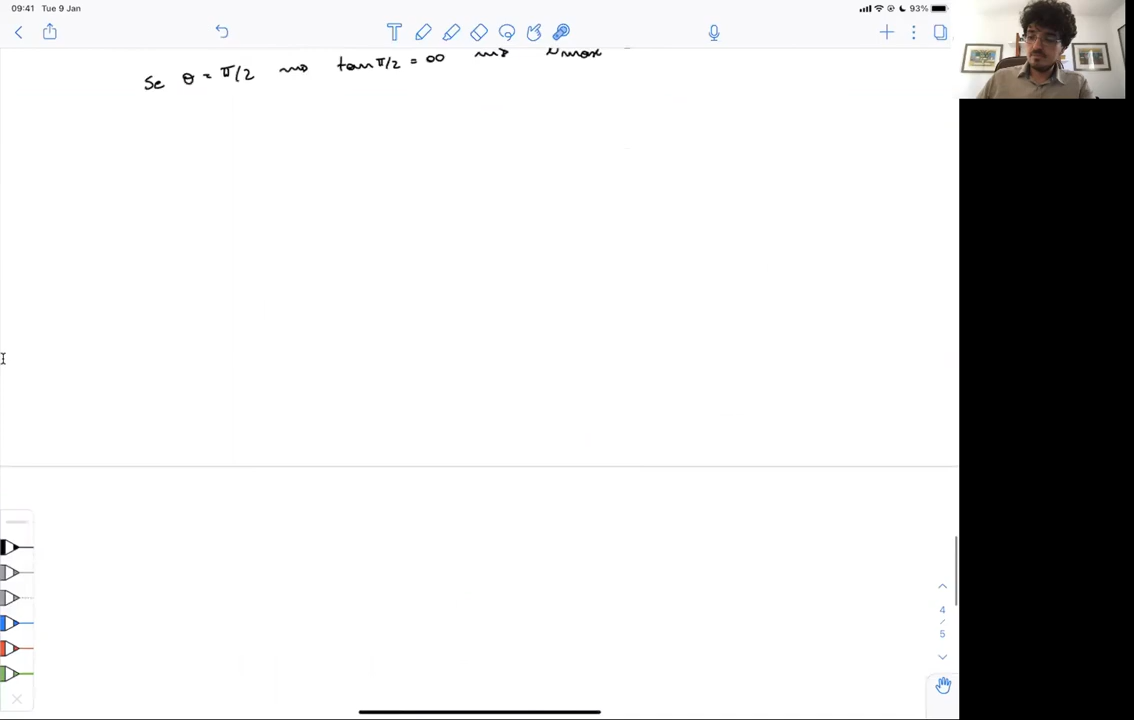 09:41 Tue 9 Jan
93%
Se θ = π/2 ⇝ tan π/2 = ∞ ⇝
4
/
5